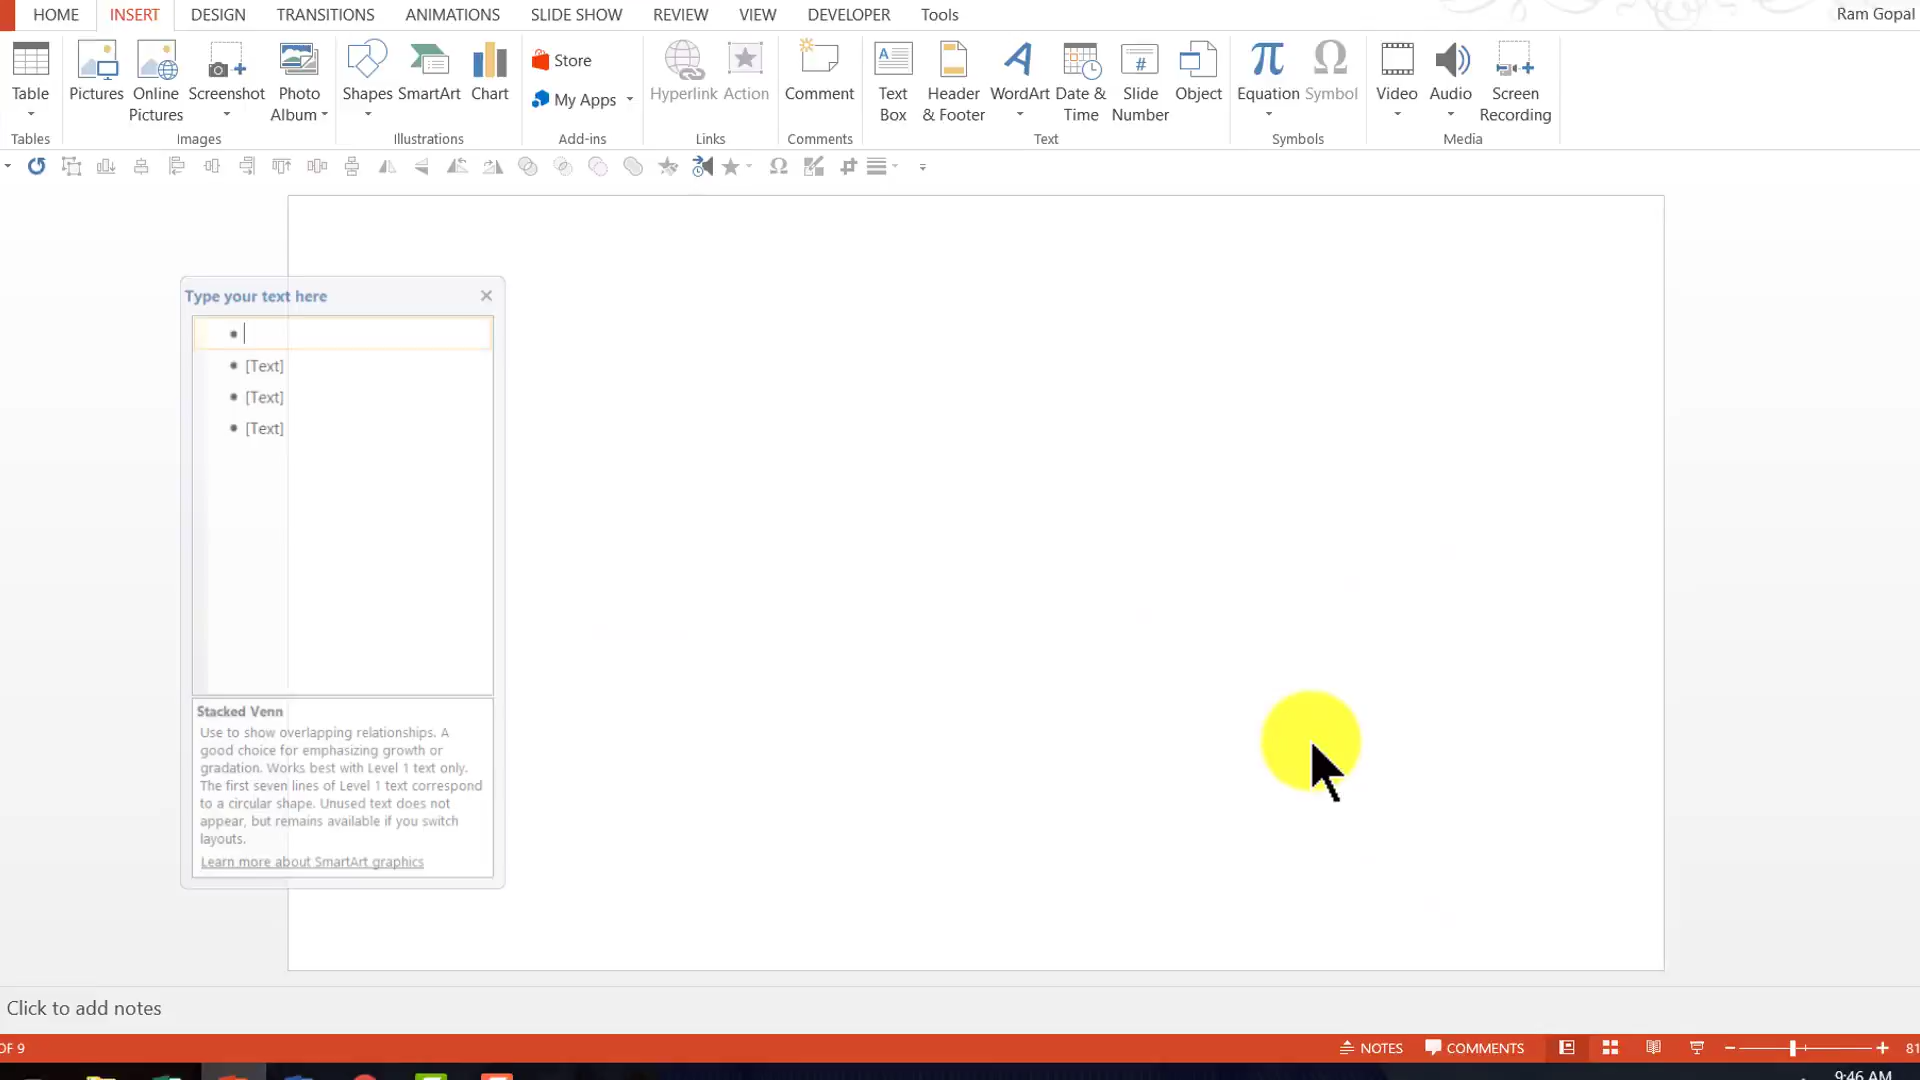 HOME INSERT DESIGN TRANSITIONS ANIMATIONS SLIDE SHOW REVIEW VIEW DEVELOPER Tools Ram Gopal
Table
Pictures
Online Pictures
Screenshot
Photo Album
Shapes
SmartArt
Chart
Store
My Apps
Hyperlink
Action
Comment
Text Box
Header & Footer
WordArt
Date & Time
Slide Number
Object
Equation
Symbol
Video
Audio
Screen Recording
Tables Images Illustrations Add-ins Links Comments Text Symbols Media
Type your text here
[Text]
[Text]
[Text]
Stacked Venn
Use to show overlapping relationships. A
good choice for emphasizing growth or
gradation. Works best with Level 1 text only.
The first seven lines of Level 1 text correspond
to a circular shape. Unused text does not
appear, but remains available if you switch
layouts.
Learn more about SmartArt graphics
Click to add notes
OF 9 NOTES COMMENTS 81
9:46 AM